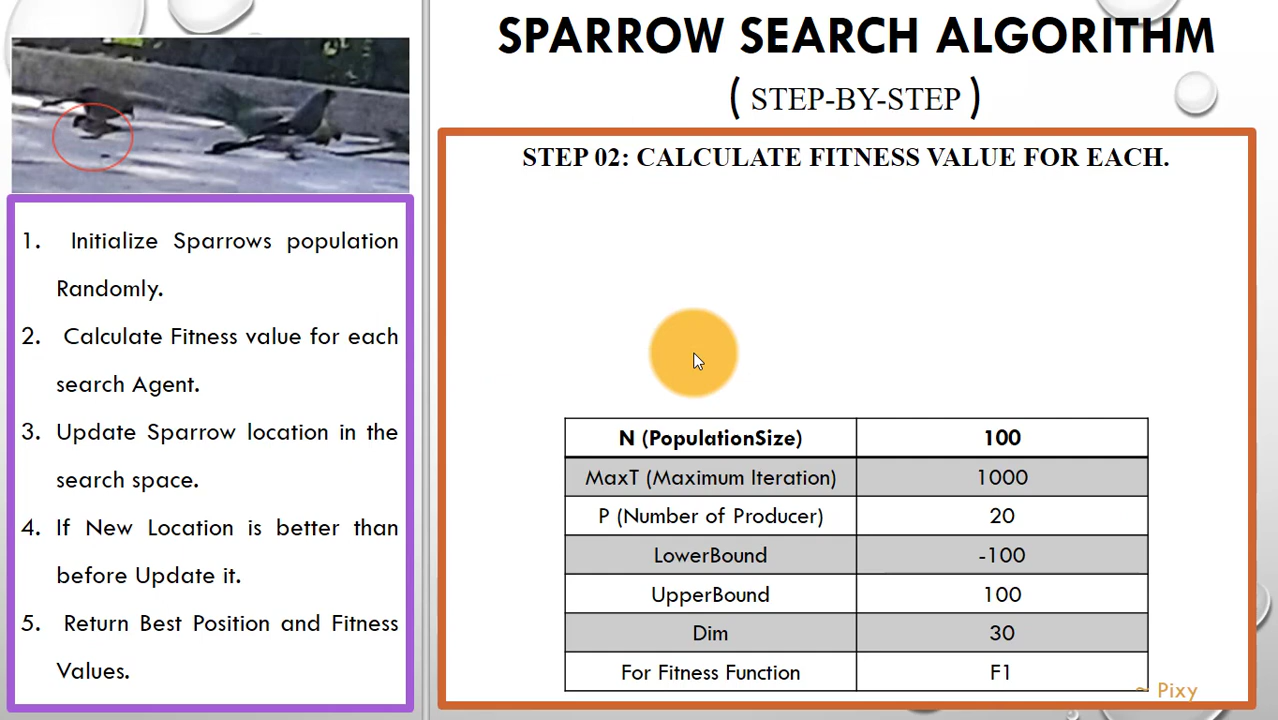 SPARROW SEARCH ALGORITHM
( STEP-BY-STEP )
1. Initialize Sparrows population
Randomly.
2. Calculate Fitness value for each
search Agent.
3. Update Sparrow location in the
search space.
4. If New Location is better than
before Update it.
5. Return Best Position and Fitness
Values.
STEP 02: CALCULATE FITNESS VALUE FOR EACH.
N (PopulationSize) 100
MaxT (Maximum Iteration) 1000
P (Number of Producer) 20
LowerBound -100
UpperBound 100
Dim 30
For Fitness Function F1
~ Pixy